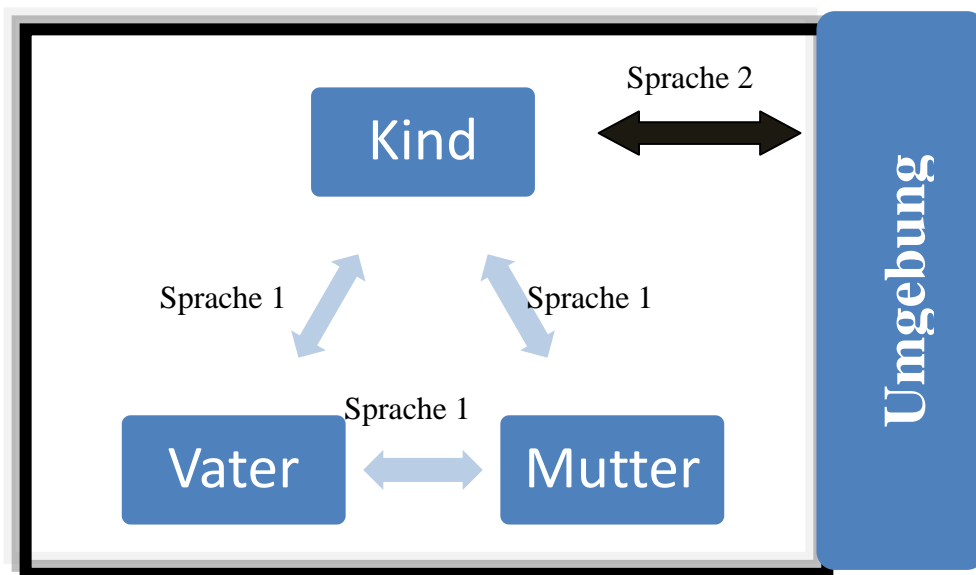 Sprache 2
Kind
Sprache 1
Sprache 1
Sprache 1
Vater
Mutter
Umgebung